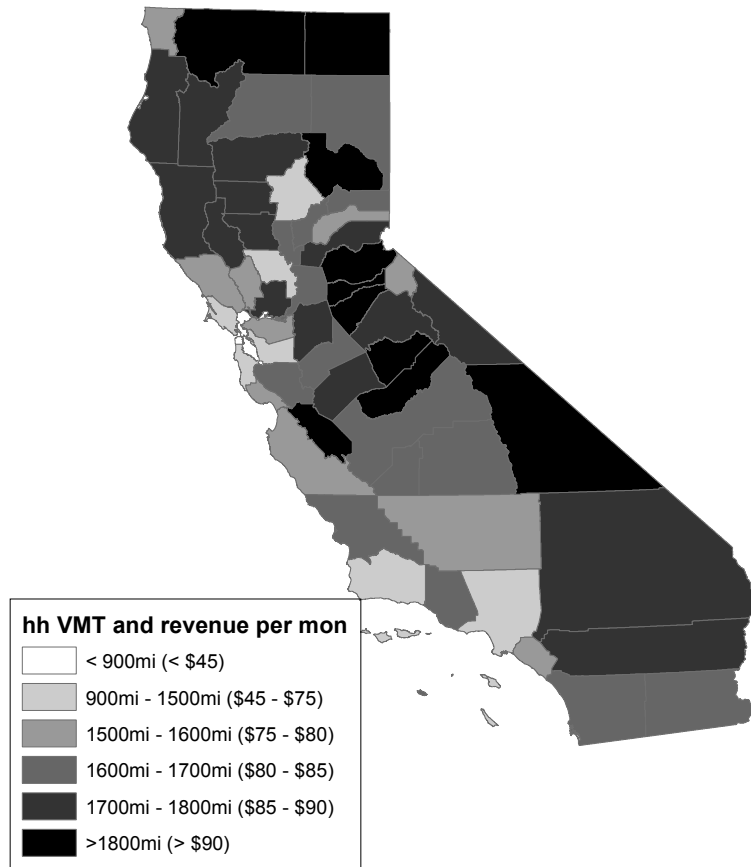 hh VMT and revenue per mon
< 900mi (< $45)
900mi - 1500mi ($45 - $75)
1500mi - 1600mi ($75 - $80)
1600mi - 1700mi ($80 - $85)
1700mi - 1800mi ($85 - $90)
>1800mi (> $90)